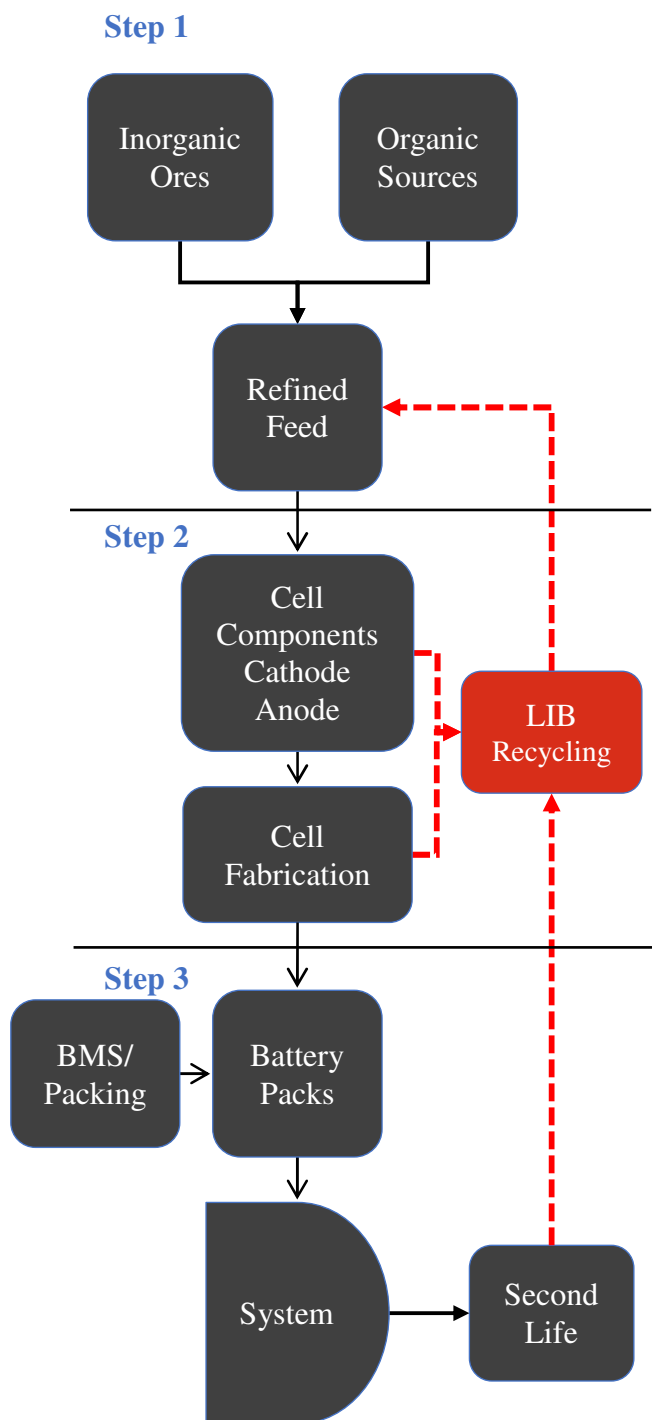 Step 1
Inorganic
Ores
Organic
Sources
Refined
Feed
Step 2
Cell
Components
Cathode
Anode
LIB
Recycling
Cell
Fabrication
Step 3
BMS/
Packing
Battery
Packs
System
Second
Life